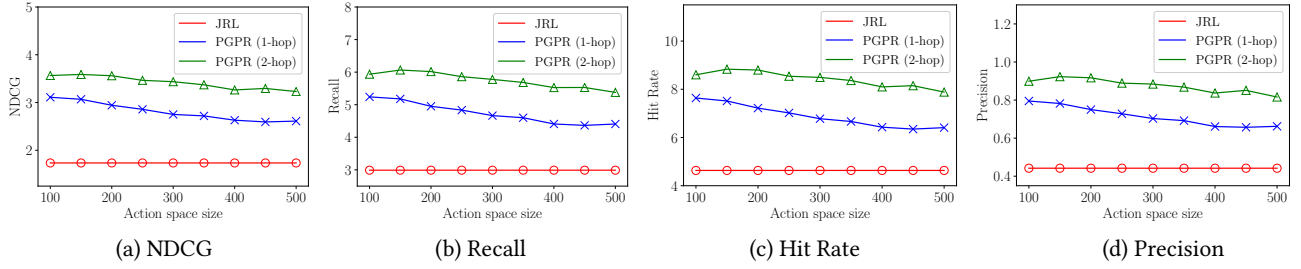 5
4
3
2
NDCG
100 200 300 400 500
Action space size
JRL
PGPR (1-hop)
PGPR (2-hop)
(a) NDCG
8
7
6
5
4
3
Recall
100 200 300 400 500
Action space size
JRL
PGPR (1-hop)
PGPR (2-hop)
(b) Recall
10
8
6
4
Hit Rate
100 200 300 400 500
Action space size
JRL
PGPR (1-hop)
PGPR (2-hop)
(c) Hit Rate
1.2
1.0
0.8
0.6
0.4
Precision
100 200 300 400 500
Action space size
JRL
PGPR (1-hop)
PGPR (2-hop)
(d) Precision